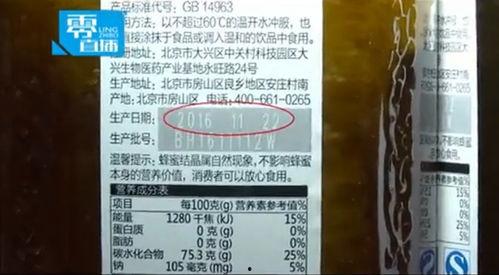 零直播
LING
ZHIBO
产品标准代号: GB 14963
用方法: 以不超过60℃的温开水冲服，也
直接涂抹于食品或调入温和的饮品中食用。
册地址: 北京市大兴区中关村科技园区大
兴生物医药产业基地永旺路24号
产地址: 北京市房山区良乡地区安庄村南
产地: 北京市房山区 电话: 400-661-0265
生产日期: 2016 11 22
生产批号:
温馨提示: 蜂蜜结晶属自然现象，不影响蜂蜜
本身的营养价值，消费者可以放心食用。
营养成分表
项目 每100克(g) 营养素参考值%
能量 1280 千焦(kJ) 15%
蛋白质 0 克(g) 0%
脂肪 0 克(g) 0%
碳水化合物 75.3 克(g) 25%
钠 105 毫克(mg) 5%